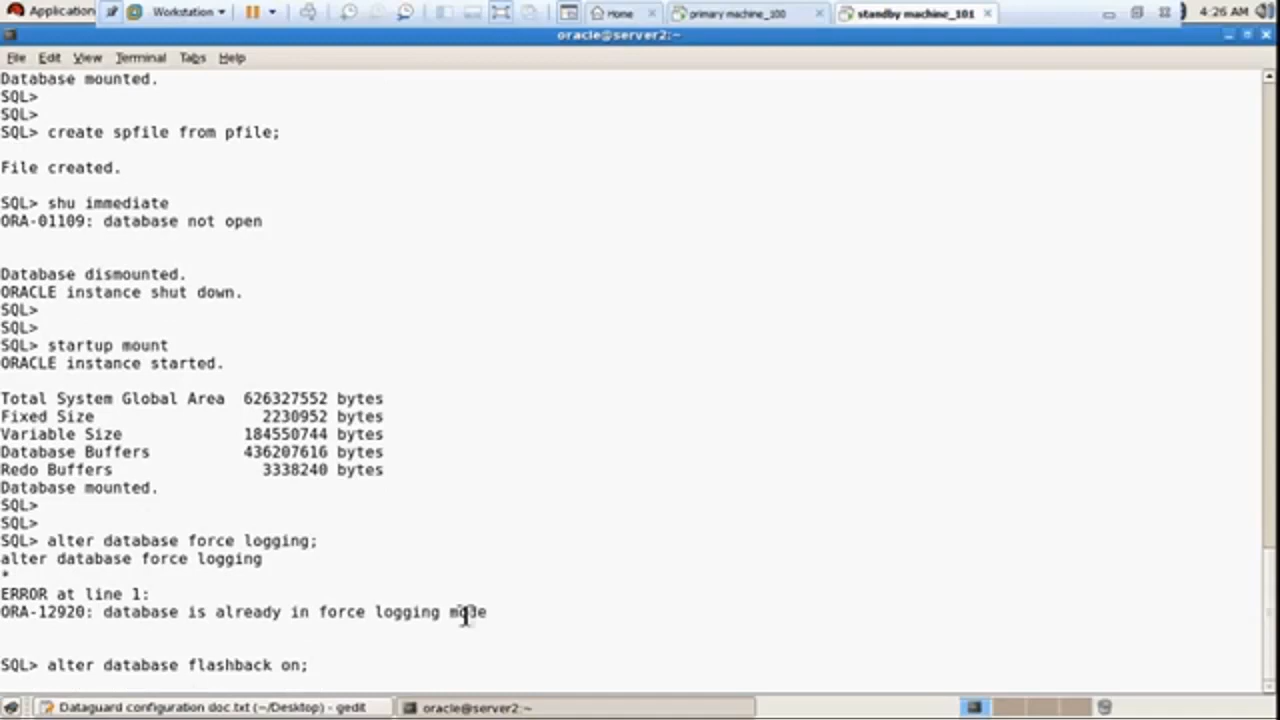 Application Workstation Home primary machine_100 standby machine_101 4:26 AM
oracle@server2:~
File Edit View Terminal Tabs Help
Database mounted.
SQL>
SQL>
SQL> create spfile from pfile;
File created.
SQL> shu immediate
ORA-01109: database not open
Database dismounted.
ORACLE instance shut down.
SQL>
SQL>
SQL> startup mount
ORACLE instance started.
Total System Global Area 626327552 bytes
Fixed Size 2230952 bytes
Variable Size 184550744 bytes
Database Buffers 436207616 bytes
Redo Buffers 3338240 bytes
Database mounted.
SQL>
SQL>
SQL> alter database force logging;
alter database force logging
*
ERROR at line 1:
ORA-12920: database is already in force logging mode
SQL> alter database flashback on;
Dataguard configuration doc.txt (~/Desktop) - gedit oracle@server2:~